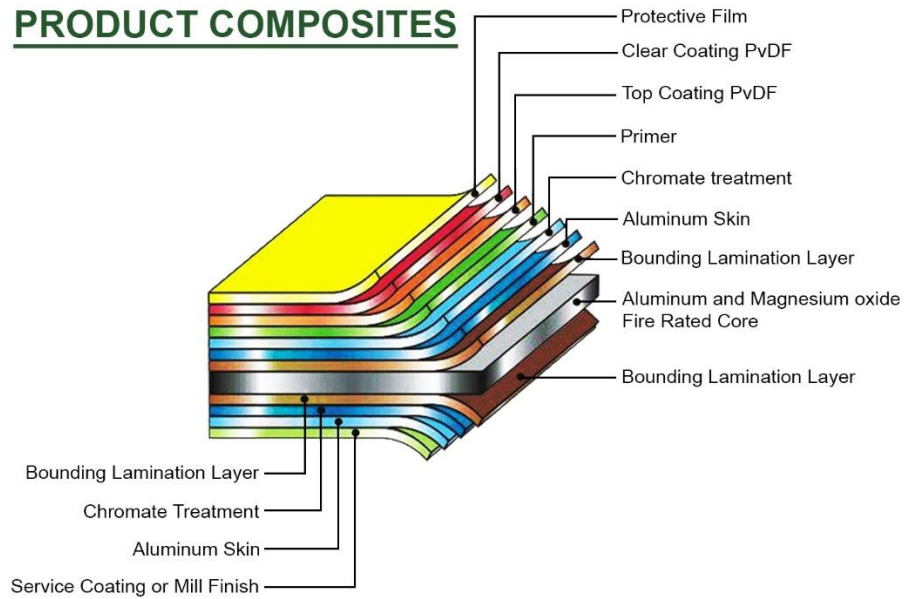 PRODUCT COMPOSITES
Protective Film
Clear Coating PvDF
Top Coating PvDF
Primer
Chromate treatment
Aluminum Skin
Bounding Lamination Layer
Aluminum and Magnesium oxide
Fire Rated Core
Bounding Lamination Layer
Bounding Lamination Layer
Chromate Treatment
Aluminum Skin
Service Coating or Mill Finish